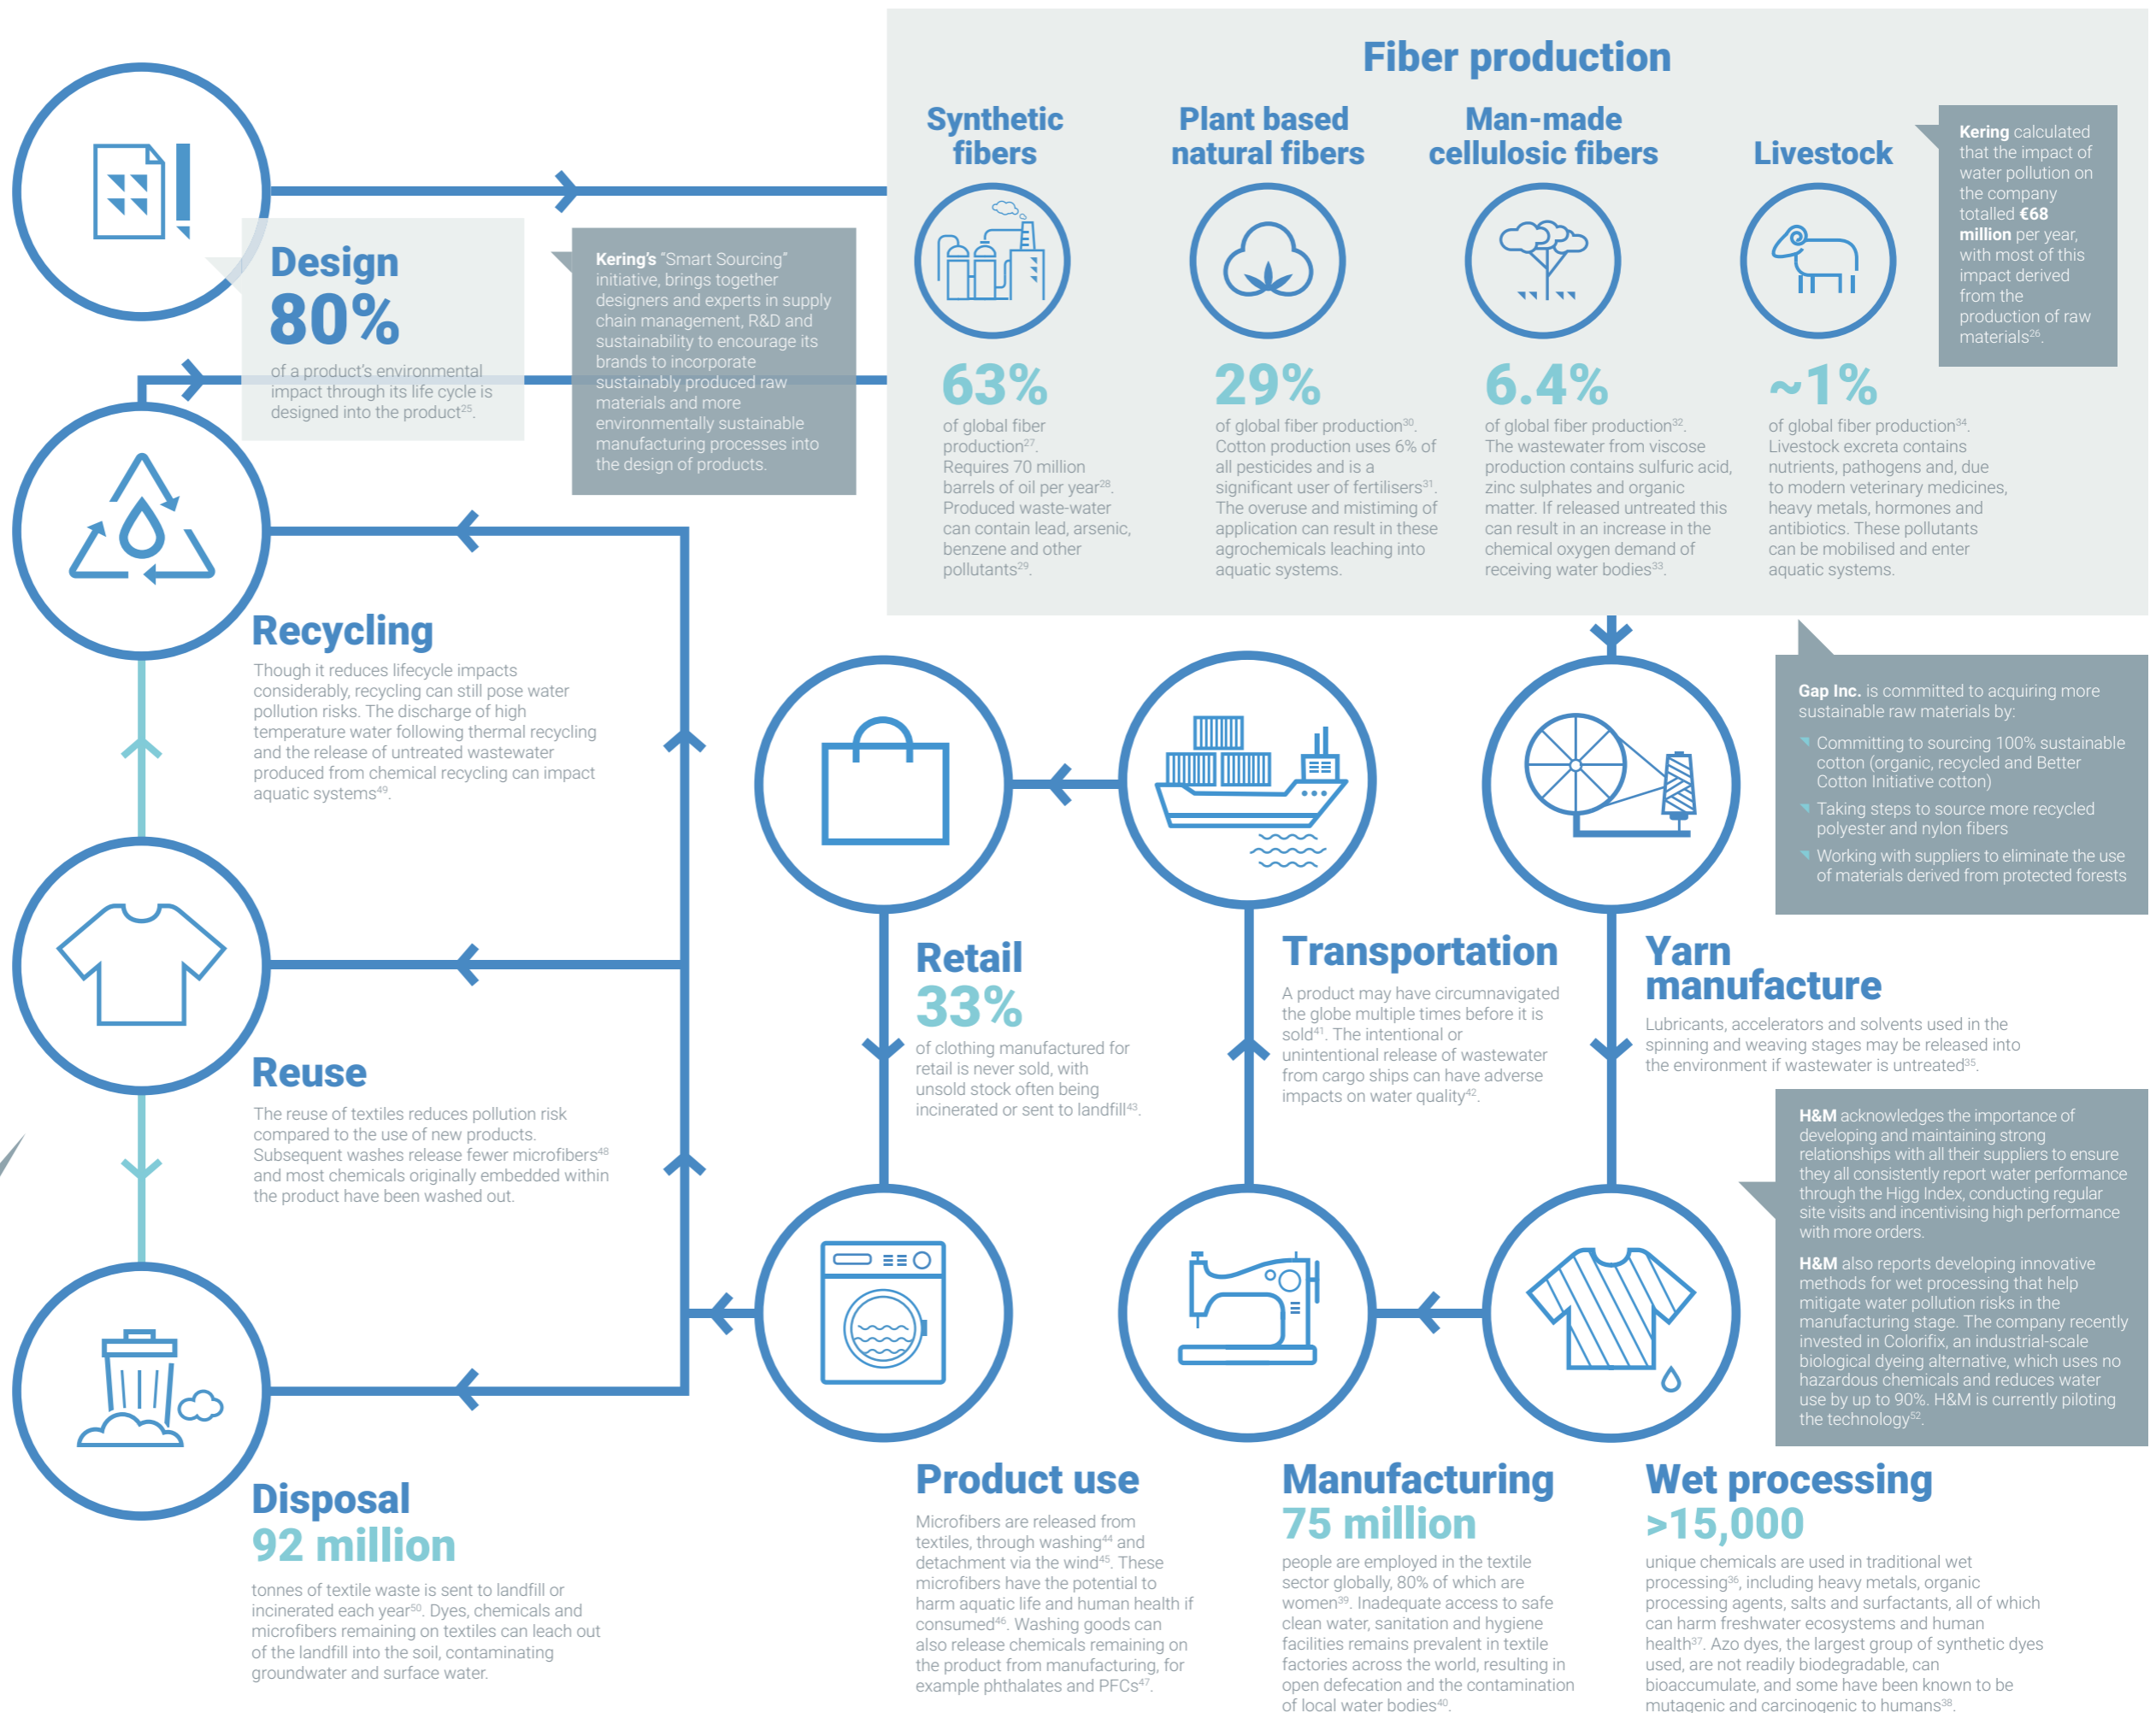 Fiber production
Synthetic
fibers
63%
of global fiber
production27.
Requires 70 million
barrels of oil per year28.
Produced waste-water
can contain lead, arsenic,
benzene and other
pollutants29.
Plant based
natural fibers
29%
of global fiber production30.
Cotton production uses 6% of
all pesticides and is a
significant user of fertilisers31.
The overuse and mistiming of
application can result in these
agrochemicals leaching into
aquatic systems.
Man-made
cellulosic fibers
6.4%
of global fiber production32.
The wastewater from viscose
production contains sulfuric acid,
zinc sulphates and organic
matter. If released untreated this
can result in an increase in the
chemical oxygen demand of
receiving water bodies33.
Livestock
~1%
of global fiber production34.
Livestock excreta contains
nutrients, pathogens and, due
to modern veterinary medicines,
heavy metals, hormones and
antibiotics. These pollutants
can be mobilised and enter
aquatic systems.
Kering calculated
that the impact of
water pollution on
the company
totalled €68
million per year,
with most of this
impact derived
from the
production of raw
materials26.
Design
80%
of a product's environmental
impact through its life cycle is
designed into the product25.
Kering's "Smart Sourcing"
initiative, brings together
designers and experts in supply
chain management, R&D and
sustainability to encourage its
brands to incorporate
sustainably produced raw
materials and more
environmentally sustainable
manufacturing processes into
the design of products.
Recycling
Though it reduces lifecycle impacts
considerably, recycling can still pose water
pollution risks. The discharge of high
temperature water following thermal recycling
and the release of untreated wastewater
produced from chemical recycling can impact
aquatic systems49.
Gap Inc. is committed to acquiring more
sustainable raw materials by:
Committing to sourcing 100% sustainable
cotton (organic, recycled and Better
Cotton Initiative cotton)
Taking steps to source more recycled
polyester and nylon fibers
Working with suppliers to eliminate the use
of materials derived from protected forests
Retail
33%
of clothing manufactured for
retail is never sold, with
unsold stock often being
incinerated or sent to landfill43.
Transportation
A product may have circumnavigated
the globe multiple times before it is
sold41. The intentional or
unintentional release of wastewater
from cargo ships can have adverse
impacts on water quality42.
Yarn
manufacture
Lubricants, accelerators and solvents used in the
spinning and weaving stages may be released into
the environment if wastewater is untreated35.
Reuse
The reuse of textiles reduces pollution risk
compared to the use of new products.
Subsequent washes release fewer microfibers48
and most chemicals originally embedded within
the product have been washed out.
H&M acknowledges the importance of
developing and maintaining strong
relationships with all their suppliers to ensure
they all consistently report water performance
through the Higg Index, conducting regular
site visits and incentivising high performance
with more orders.
H&M also reports developing innovative
methods for wet processing that help
mitigate water pollution risks in the
manufacturing stage. The company recently
invested in Colorifix, an industrial-scale
biological dyeing alternative, which uses no
hazardous chemicals and reduces water
use by up to 90%. H&M is currently piloting
the technology52.
Disposal
92 million
tonnes of textile waste is sent to landfill or
incinerated each year50. Dyes, chemicals and
microfibers remaining on textiles can leach out
of the landfill into the soil, contaminating
groundwater and surface water.
Product use
Microfibers are released from
textiles, through washing44 and
detachment via the wind45. These
microfibers have the potential to
harm aquatic life and human health if
consumed46. Washing goods can
also release chemicals remaining on
the product from manufacturing, for
example phthalates and PFCs47.
Manufacturing
75 million
people are employed in the textile
sector globally, 80% of which are
women39. Inadequate access to safe
clean water, sanitation and hygiene
facilities remains prevalent in textile
factories across the world, resulting in
open defecation and the contamination
of local water bodies40.
Wet processing
>15,000
unique chemicals are used in traditional wet
processing36, including heavy metals, organic
processing agents, salts and surfactants, all of which
can harm freshwater ecosystems and human
health37. Azo dyes, the largest group of synthetic dyes
used, are not readily biodegradable, can
bioaccumulate, and some have been known to be
mutagenic and carcinogenic to humans38.